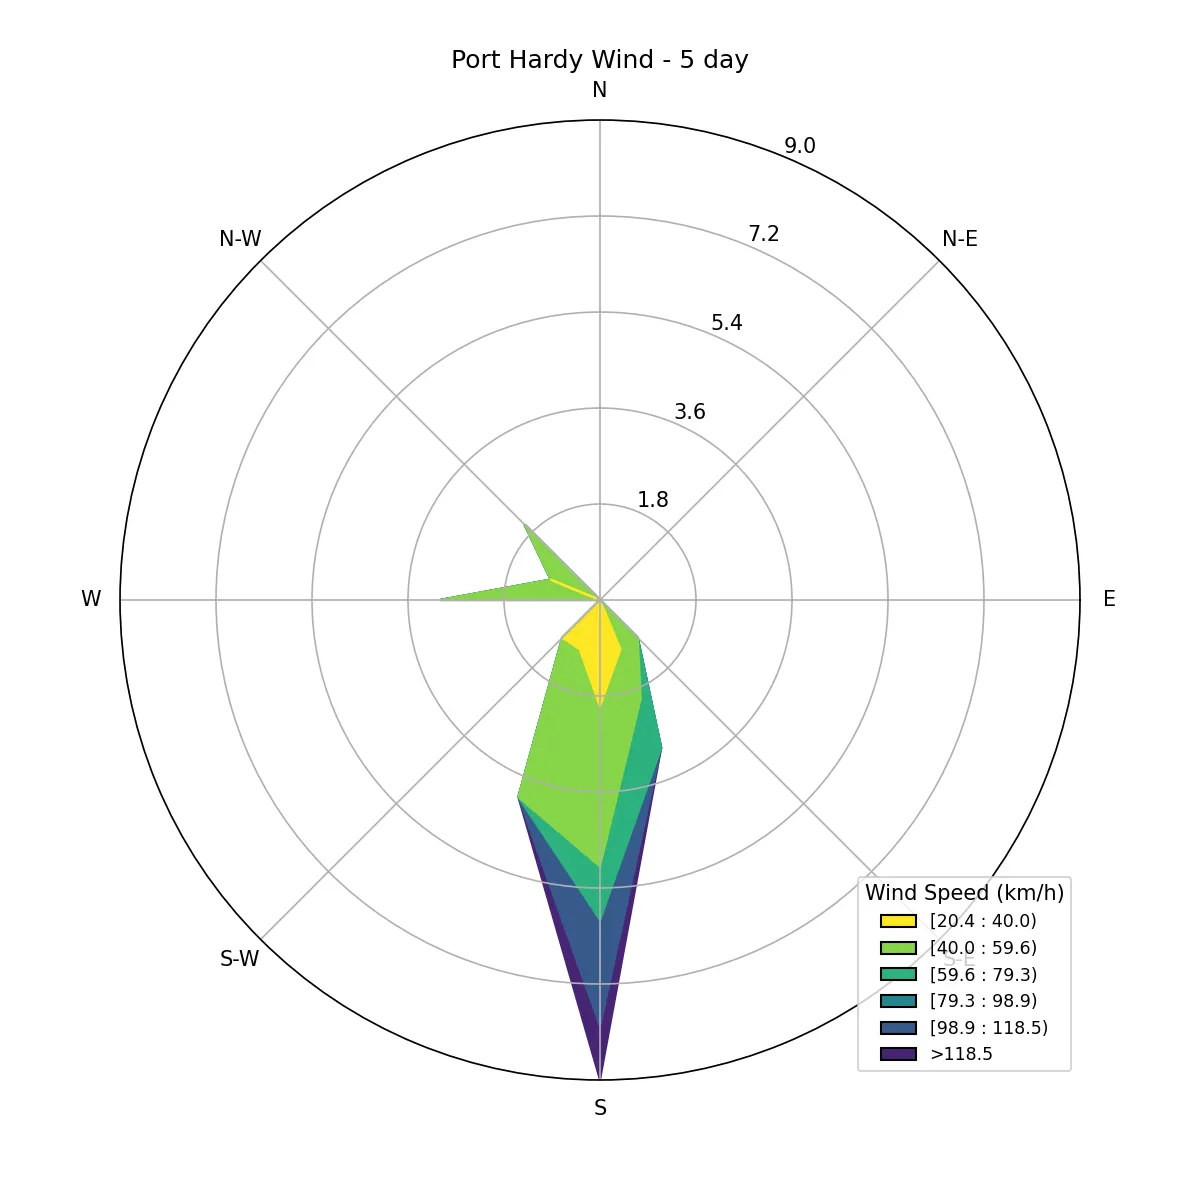 Port Hardy Wind - 5 day
N
9.0
7.2
N-W
N-E
5.4
3.6
1.8
W
E
Wind Speed (km/h)
[20.4 : 40.0)
[40.0 : 59.6)
S-W
S-E
[59.6 : 79.3)
[79.3 : 98.9)
[98.9 : 118.5)
>118.5
S